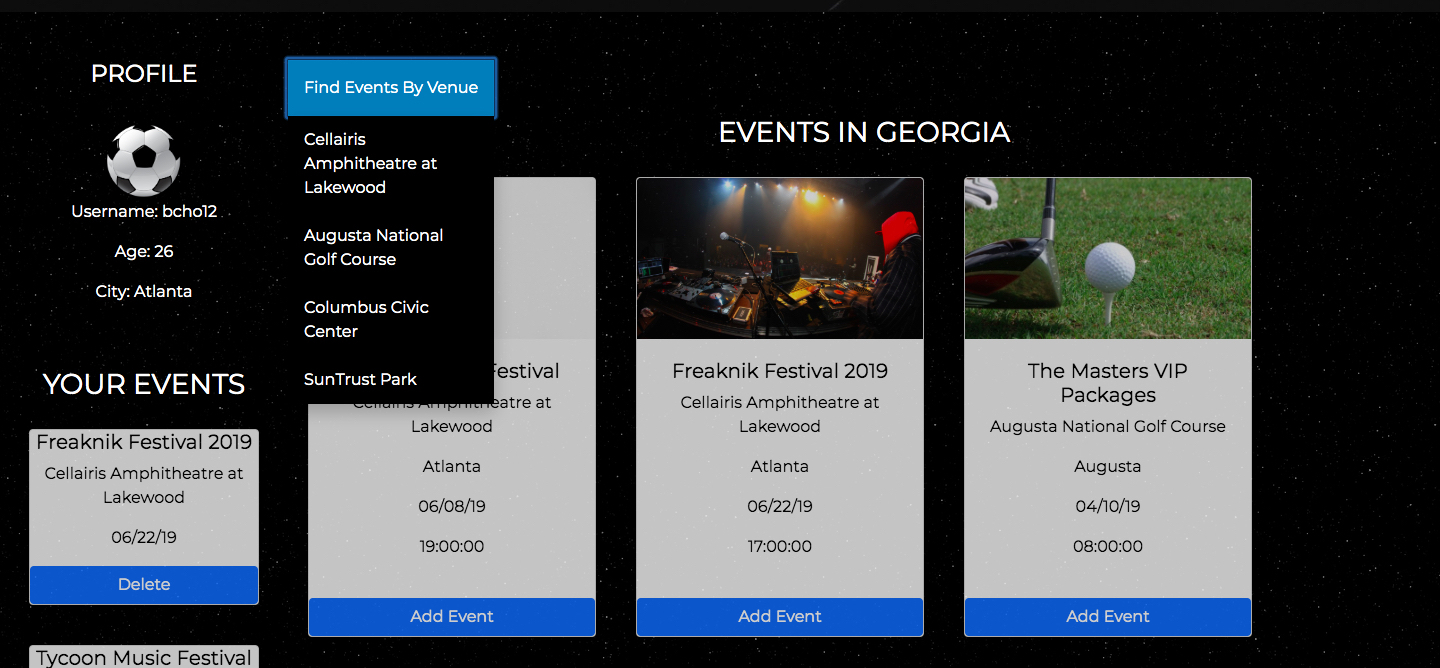 PROFILE
Username: bcho12
Age: 26
City: Atlanta
YOUR EVENTS
Freaknik Festival 2019
Cellairis Amphitheatre at
Lakewood
06/22/19
Delete
Tycoon Music Festival
Find Events By Venue
Cellairis
Amphitheatre at
Lakewood
Augusta National
Golf Course
Columbus Civic
Center
SunTrust Park
EVENTS IN GEORGIA
Festival
Cellairis Amphitheatre at
Lakewood
Atlanta
06/08/19
19:00:00
Add Event
Freaknik Festival 2019
Cellairis Amphitheatre at
Lakewood
Atlanta
06/22/19
17:00:00
Add Event
The Masters VIP
Packages
Augusta National Golf Course
Augusta
04/10/19
08:00:00
Add Event